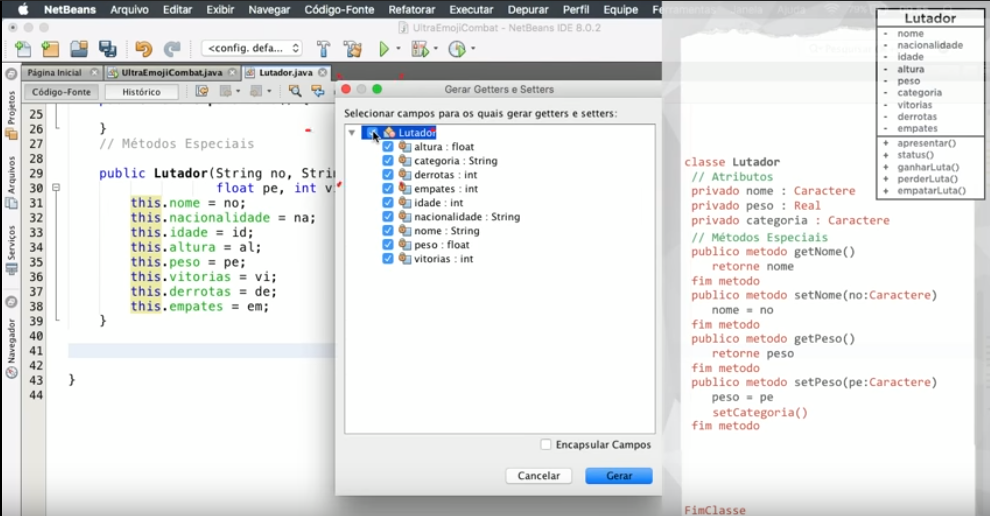 NetBeans Arquivo Editar Exibir Navegar Código-Fonte Refatorar Executar Depurar Perfil Equipe
UltraEmojiCombat - NetBeans IDE 8.0.2
<config. defa...
Página Inicial
UltraEmojiCombat.java
Lutador.java
Código-Fonte
Histórico
Projetos
Arquivos
Serviços
Navegador
25
26 }
27 // Métodos Especiais
28
29 public Lutador(String no,
30 float pe, int
31 this.nome = no;
32 this.nacionalidade = na;
33 this.idade = id;
34 this.altura = al;
35 this.peso = pe;
36 this.vitorias = vi;
37 this.derrotas = de;
38 this.empates = em;
39 }
40
41
42
43 }
44
Gerar Getters e Setters
Selecionar campos para os quais gerar getters e setters:
Lutador
altura : float
categoria : String
derrotas : int
empates : int
idade : int
nacionalidade : String
nome : String
peso : float
vitorias : int
Encapsular Campos
Cancelar
Gerar
Lutador
- nome
- nacionalidade
- idade
- altura
- peso
- categoria
- vitorias
- derrotas
- empates
+ apresentar()
+ status()
+ ganharLuta()
+ perderLuta()
+ empatarLuta()
classe Lutador
// Atributos
privado nome : Caractere
privado peso : Real
privado categoria : Caractere
// Métodos Especiais
publico metodo getNome()
retorne nome
fim metodo
publico metodo setNome(no:Caractere)
nome = no
fim metodo
publico metodo getPeso()
retorne peso
fim metodo
publico metodo setPeso(pe:Caractere)
peso = pe
setCategoria()
fim metodo
FimClasse